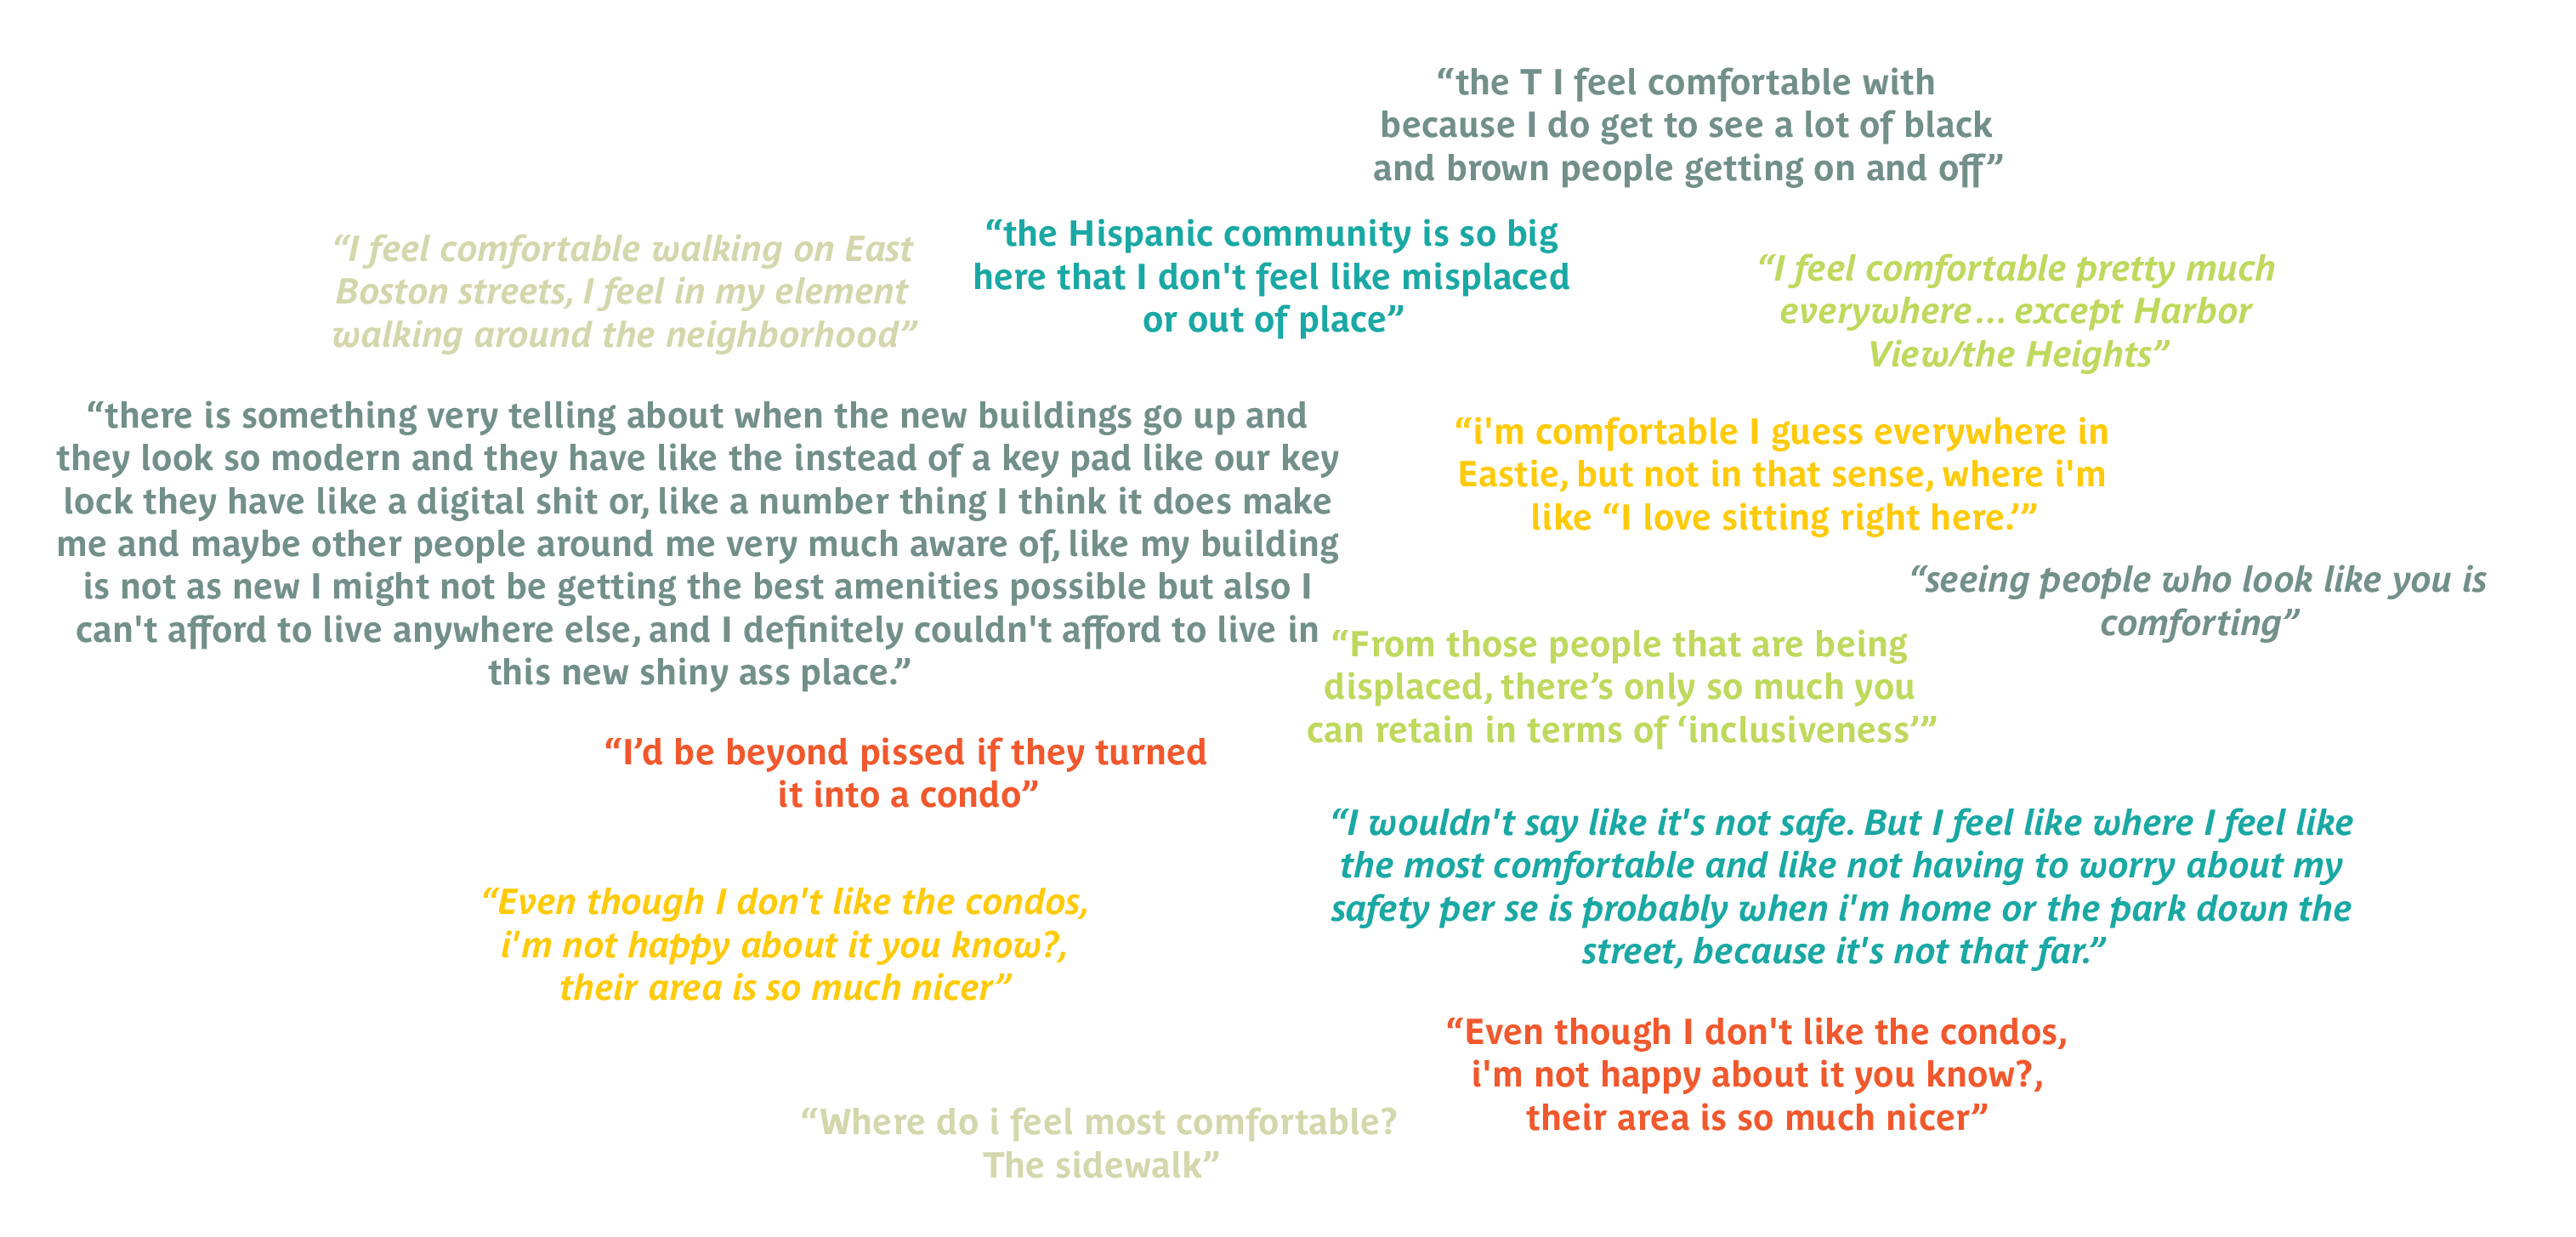 “the T I feel comfortable with
because I do get to see a lot of black
and brown people getting on and off”
“I feel comfortable walking on East
Boston streets, I feel in my element
walking around the neighborhood”
“the Hispanic community is so big
here that I don't feel like misplaced
or out of place”
“I feel comfortable pretty much
everywhere... except Harbor
View/the Heights”
“there is something very telling about when the new buildings go up and
they look so modern and they have like the instead of a key pad like our key
lock they have like a digital shit or, like a number thing I think it does make
me and maybe other people around me very much aware of, like my building
is not as new I might not be getting the best amenities possible but also I
can't afford to live anywhere else, and I definitely couldn't afford to live in
this new shiny ass place.”
“i'm comfortable I guess everywhere in
Eastie, but not in that sense, where i'm
like “I love sitting right here.’”
“seeing people who look like you is
comforting”
“From those people that are being
displaced, there’s only so much you
can retain in terms of ‘inclusiveness’”
“I’d be beyond pissed if they turned
it into a condo”
“I wouldn't say like it's not safe. But I feel like where I feel like
the most comfortable and like not having to worry about my
safety per se is probably when i'm home or the park down the
street, because it's not that far.”
“Even though I don't like the condos,
i'm not happy about it you know?,
their area is so much nicer”
“Even though I don't like the condos,
i'm not happy about it you know?,
their area is so much nicer”
“Where do i feel most comfortable?
The sidewalk”